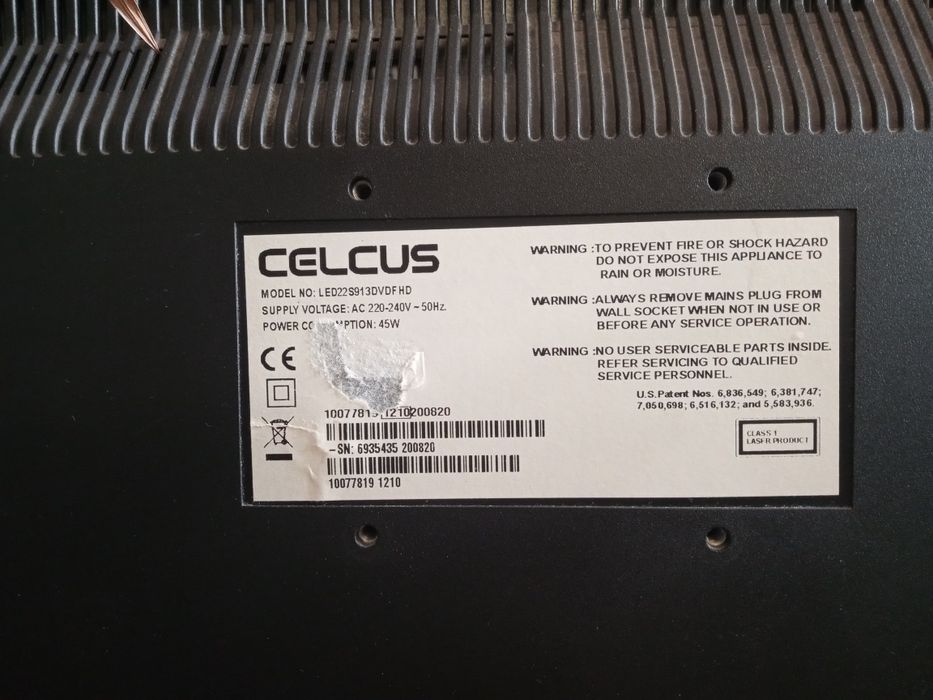 CELCUS
MODEL NO: LED22S913DVDFHD
SUPPLY VOLTAGE: AC 220-240V ~ 50Hz.
POWER CO MPTION: 45W
CE
10077819 1210200820
-SN: 6935435 200820
10077819 1210
WARNING :TO PREVENT FIRE OR SHOCK HAZARD
DO NOT EXPOSE THIS APPLIANCE TO
RAIN OR MOISTURE.
WARNING :ALWAYS REMOVE MAINS PLUG FROM
WALL SOCKET WHEN NOT IN USE OR
BEFORE ANY SERVICE OPERATION.
WARNING :NO USER SERVICEABLE PARTS INSIDE.
REFER SERVICING TO QUALIFIED
SERVICE PERSONNEL.
U.S.Patent Nos. 6,836,549; 6,381,747;
7,050,698; 6,516,132; and 5,583,936.
CLASS 1
LASER PRODUCT